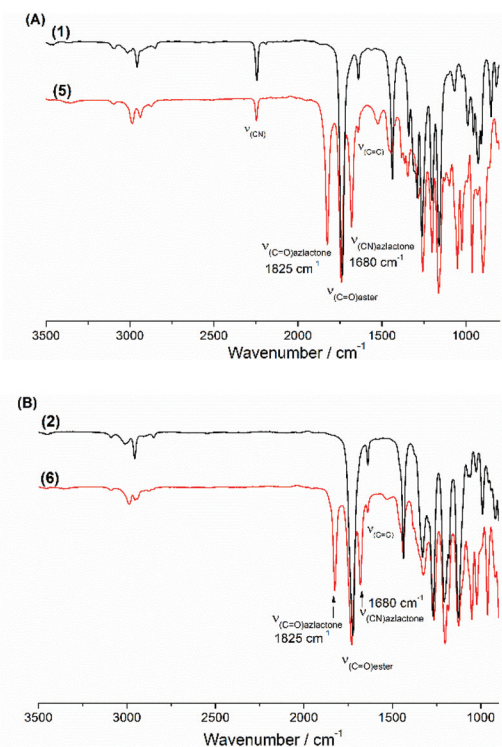 (A)
(1)
(5)
ν(CN)
ν(C=C)
ν(C=O)azlactone
1825 cm-1
ν(CN)azlactone
1680 cm-1
ν(C=O)ester
3500 3000 2500 2000 1500 1000
Wavenumber / cm-1
(B)
(2)
(6)
ν(C=C)
1680 cm-1
ν(C=O)azlactone
1825 cm-1
ν(CN)azlactone
ν(C=O)ester
3500 3000 2500 2000 1500 1000
Wavenumber / cm-1